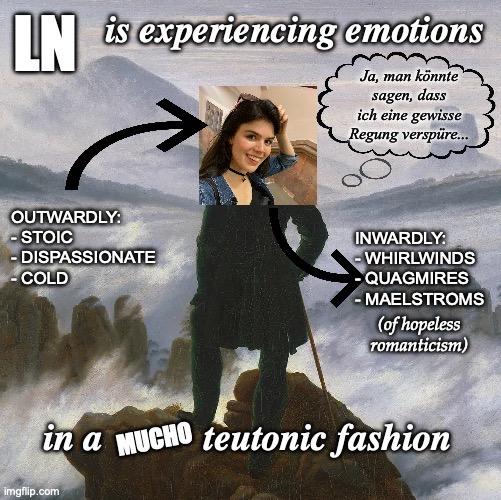 LN is experiencing emotions
Ja, man könnte
sagen, dass
ich eine gewisse
Regung verspüre...
OUTWARDLY:
- STOIC
- DISPASSIONATE
- COLD
INWARDLY:
- WHIRLWINDS
- QUAGMIRES
- MAELSTROMS
(of hopeless
romanticism)
in a MUCHO teutonic fashion
imgflip.com